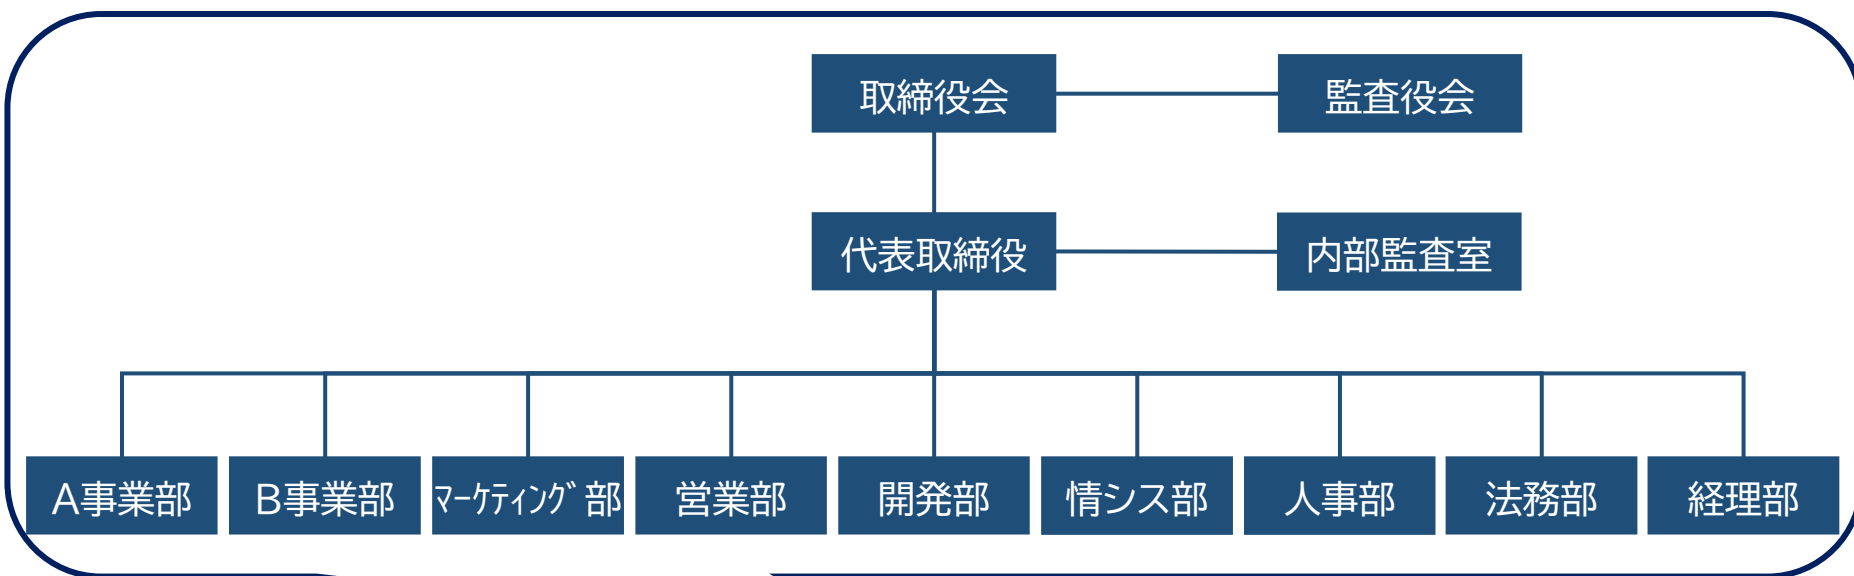 取締役会
監査役会
代表取締役
内部監査室
A事業部
B事業部
ﾏｰｹﾃｨﾝｸﾞ部
営業部
開発部
情シス部
人事部
法務部
経理部